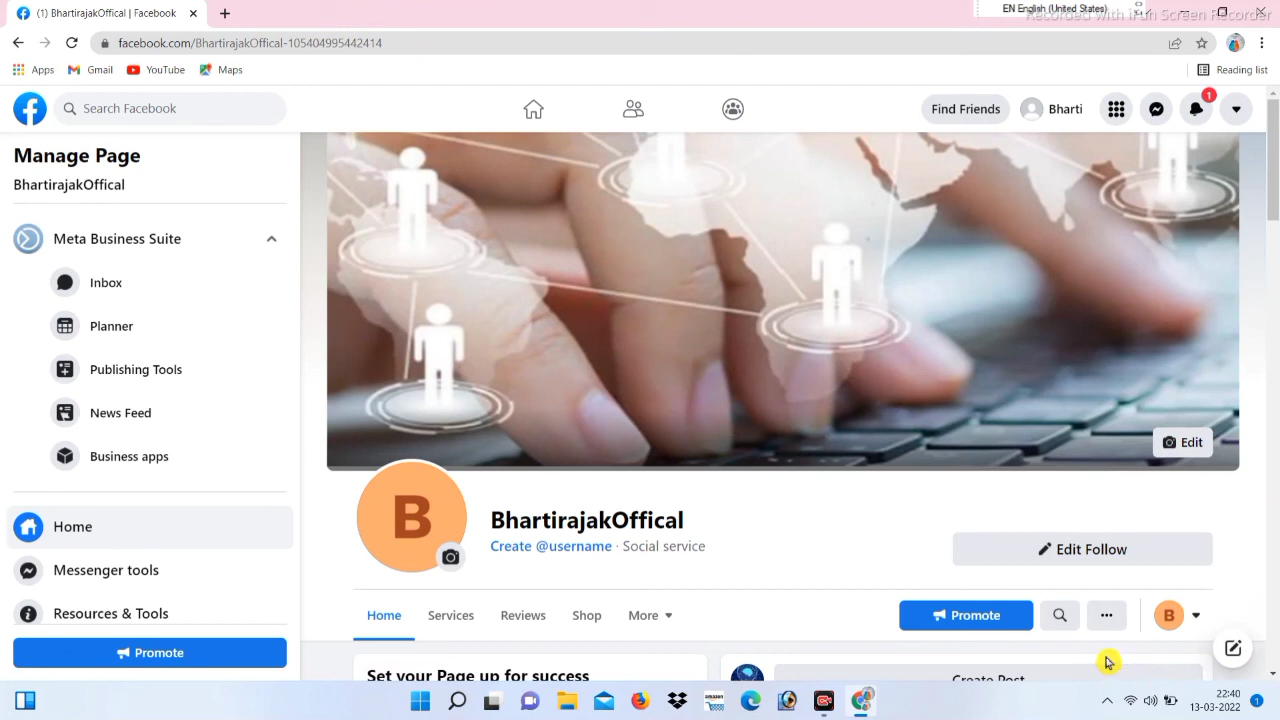 (1) BhartirajakOffical | Facebook
EN English (United States)
Recorded with iFun Screen Recorder
facebook.com/BhartirajakOffical-105404995442414
Apps Gmail YouTube Maps Reading list
Search Facebook
Find Friends Bharti 1
Manage Page
BhartirajakOffical
Meta Business Suite
Inbox
Planner
Publishing Tools
News Feed
Business apps
Home
Messenger tools
Resources & Tools
Promote
Edit
B
BhartirajakOffical
Create @username · Social service
Edit Follow
Home Services Reviews Shop More Promote B
Set your Page up for success
Create Post
amazon
22:40
13-03-2022
1